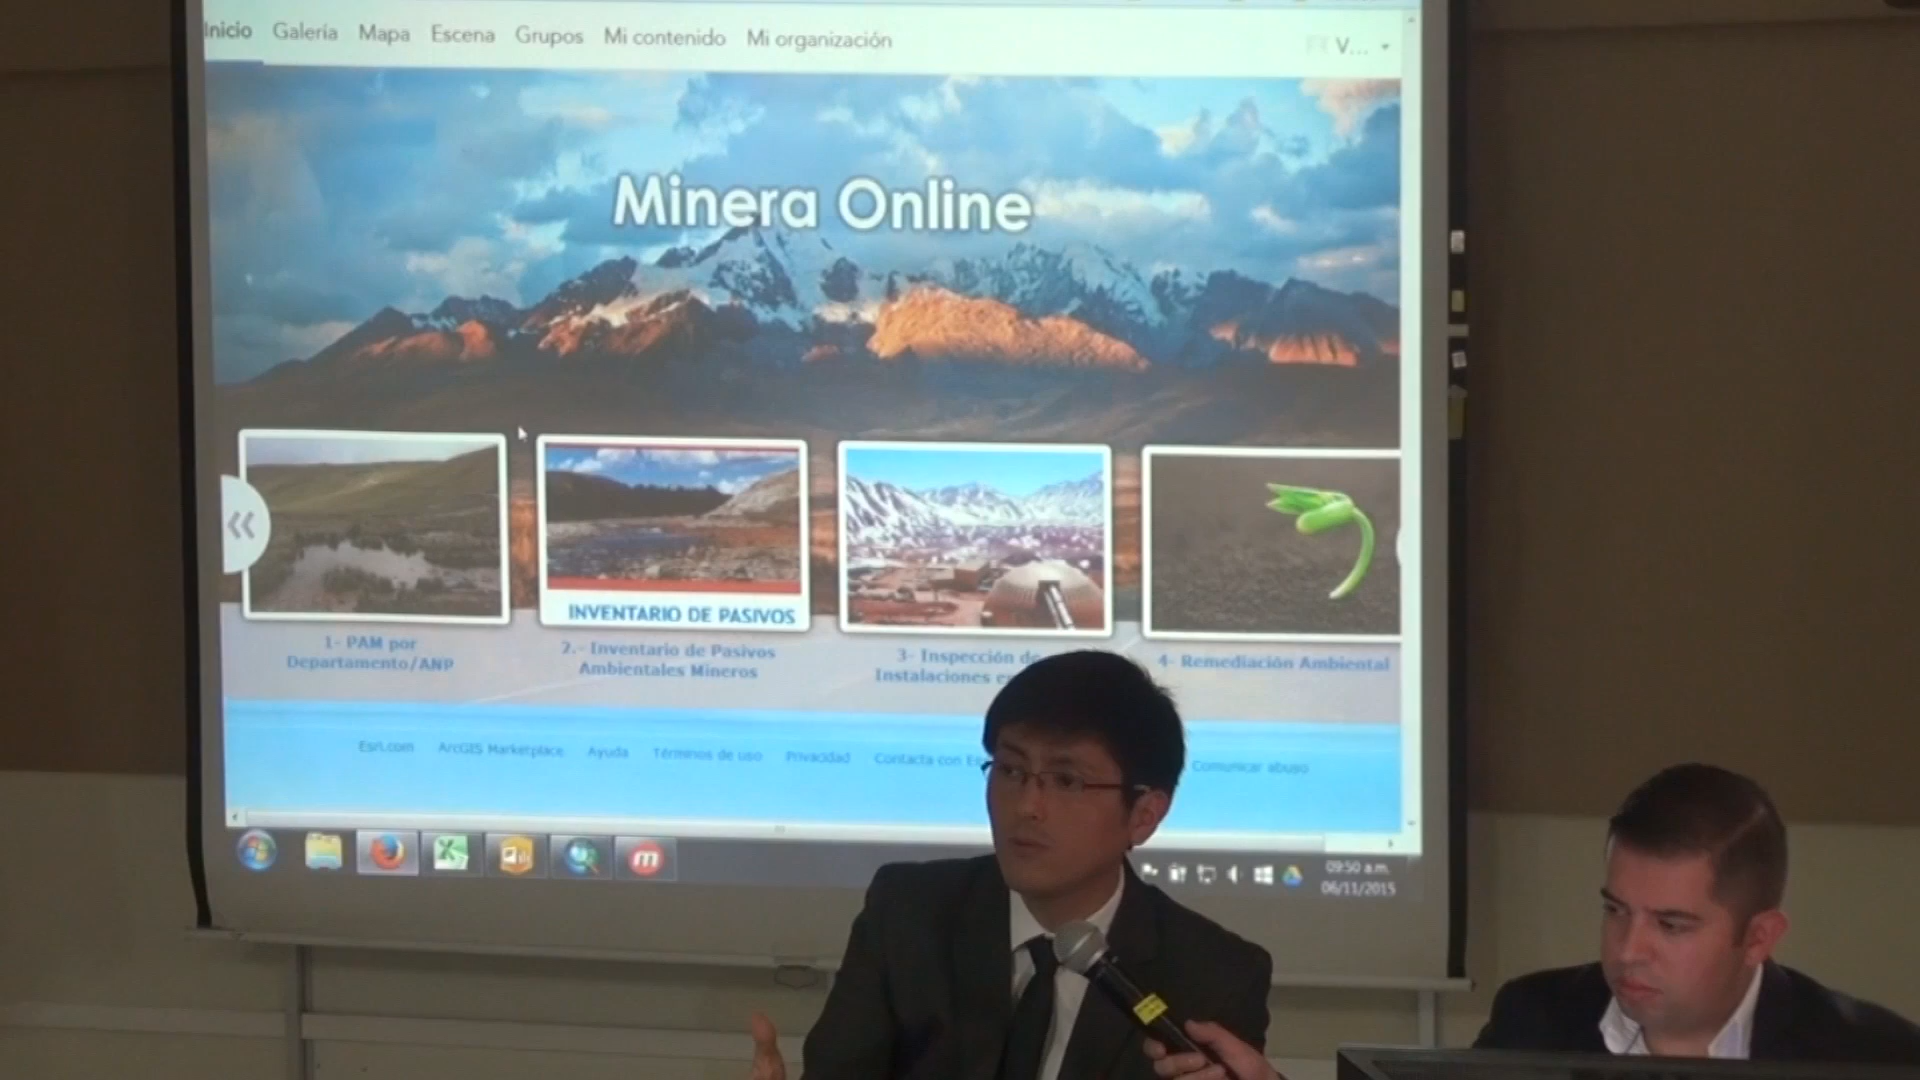 Inicio Galería Mapa Escena Grupos Mi contenido Mi organización V...
Minera Online
INVENTARIO DE PASIVOS
1- PAM por
Departamento/ANP
2.- Inventario de Pasivos
Ambientales Mineros
3- Inspección de
Instalaciones
4- Remediación Ambiental
Esri.com ArcGIS Marketplace Ayuda Términos de uso Privacidad Contacta con Comunicar abuso
09:50 a.m.
06/11/2015